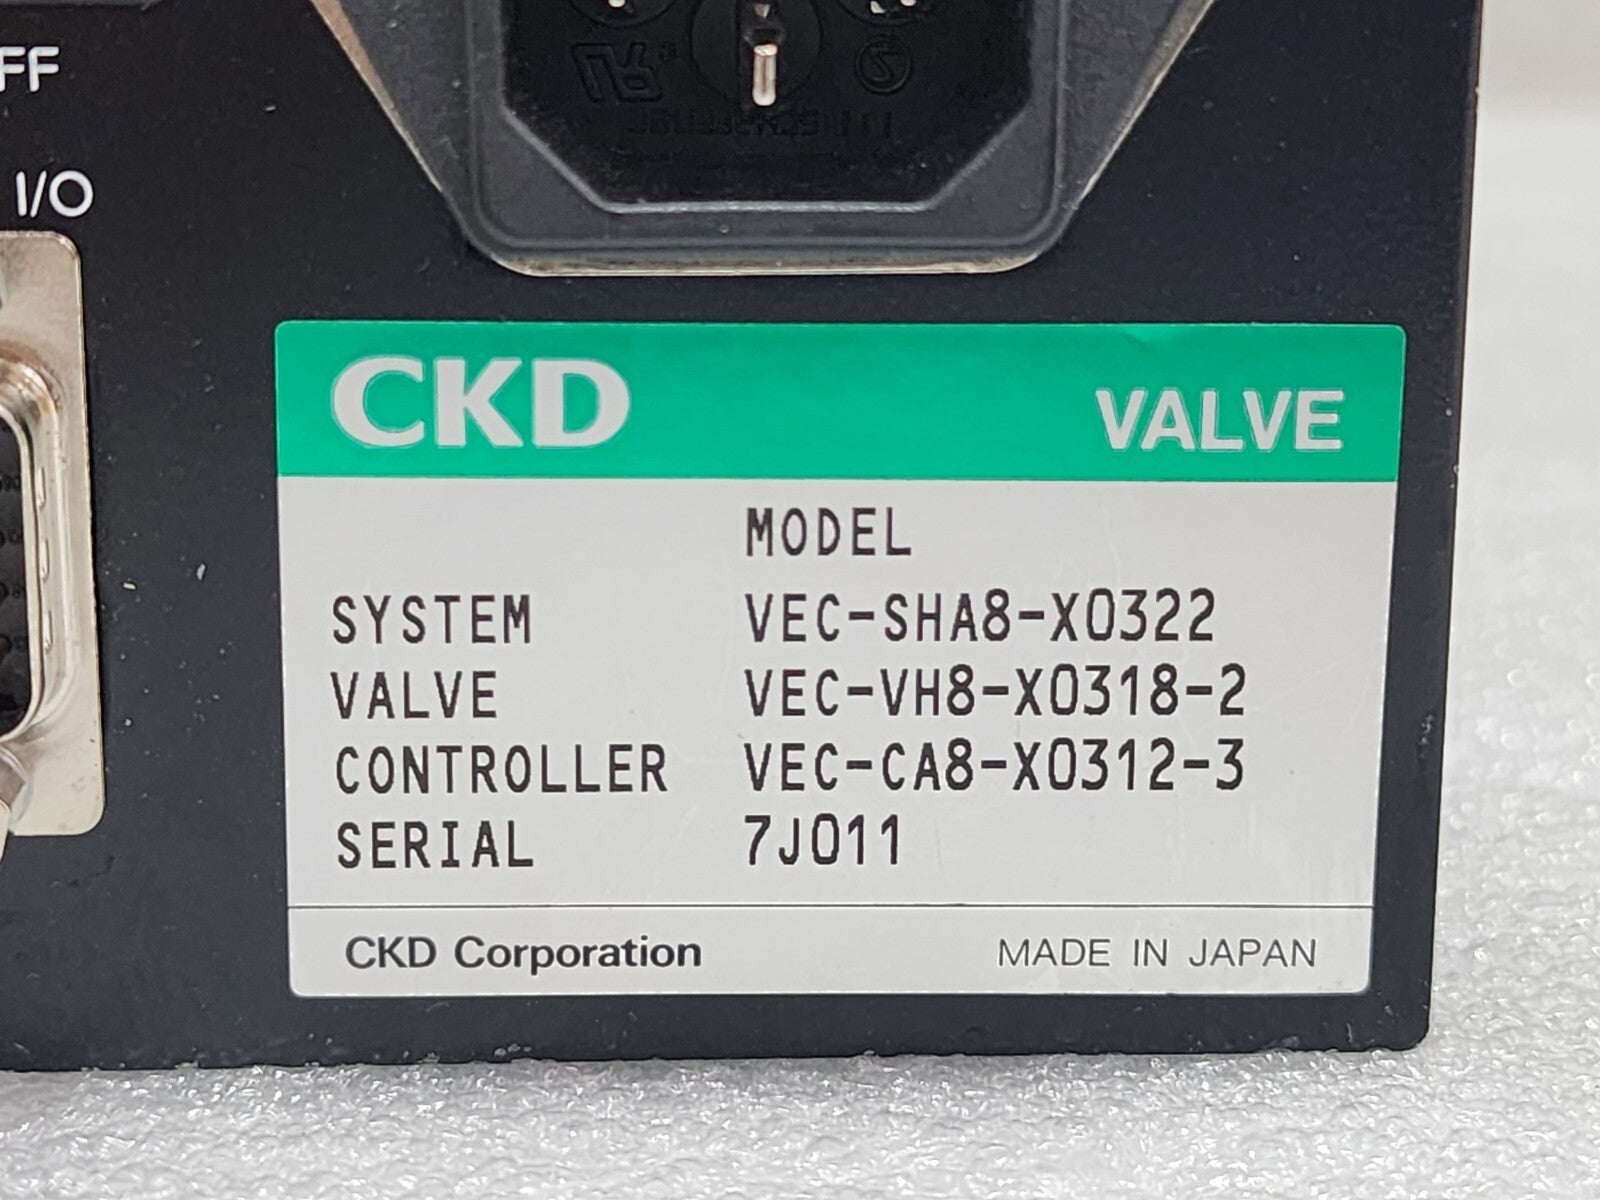 FF
I/O
CKD VALVE
MODEL
SYSTEM VEC-SHA8-X0322
VALVE VEC-VH8-X0318-2
CONTROLLER VEC-CA8-X0312-3
SERIAL 7J011
CKD Corporation MADE IN JAPAN